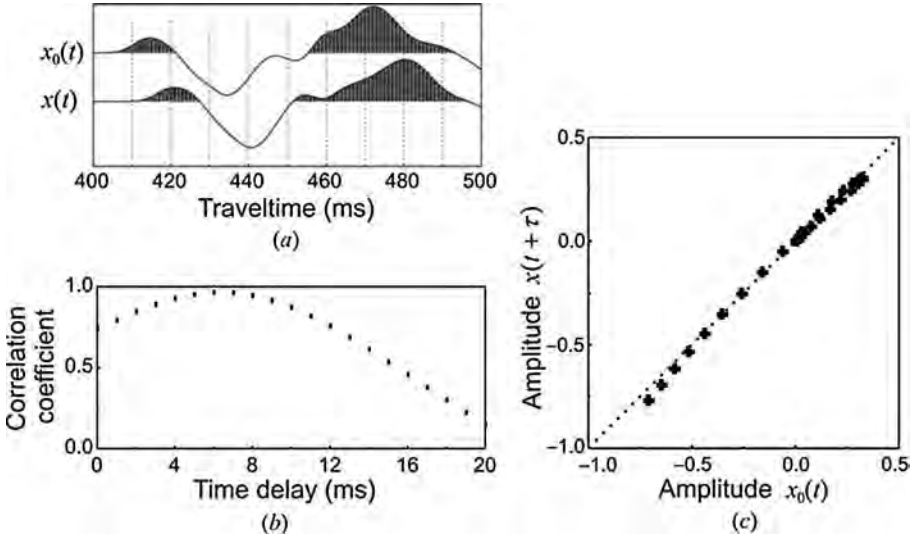 x₀(t)
x(t)
400 420 440 460 480 500
Traveltime (ms)
(a)
Correlation
coefficient
1.0
0.5
0.0
0 4 8 12 16 20
Time delay (ms)
(b)
Amplitude x(t + τ)
0.5
0.0
−0.5
−1.0
−1.0 −0.5 0.0 0.5
Amplitude x₀(t)
(c)